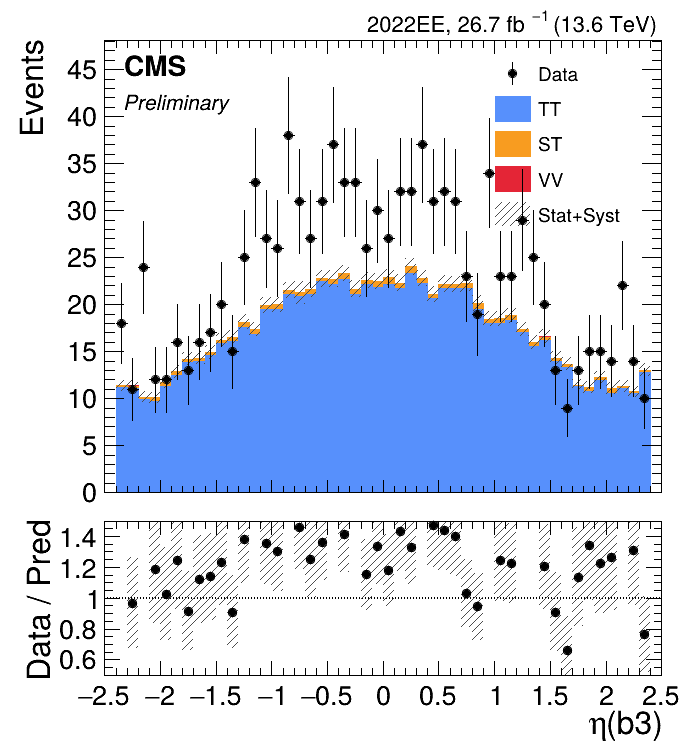 2022EE, 26.7 fb⁻¹ (13.6 TeV)
CMS
Preliminary
Events
Data
TT
ST
VV
Stat+Syst
45
40
35
30
25
20
15
10
5
0
Data / Pred
1.4
1.2
1
0.8
0.6
−2.5 −2 −1.5 −1 −0.5 0 0.5 1 1.5 2 2.5
η(b3)